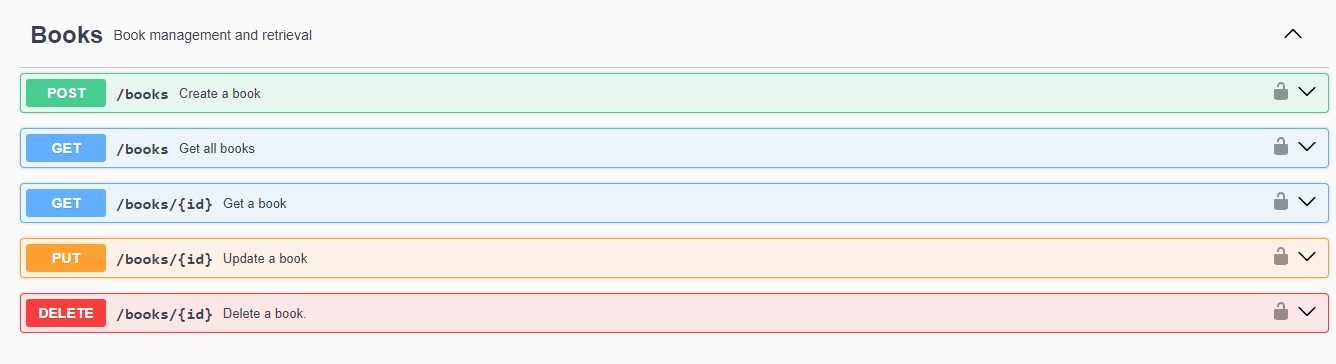 Books Book management and retrieval
POST /books Create a book
GET /books Get all books
GET /books/{id} Get a book
PUT /books/{id} Update a book
DELETE /books/{id} Delete a book.